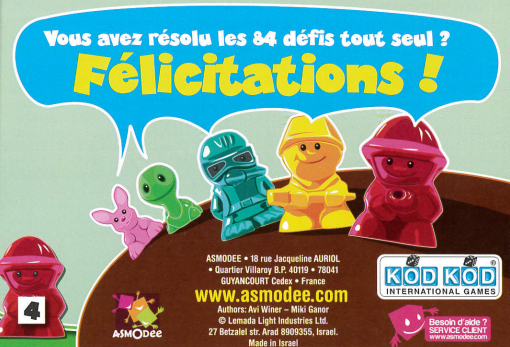 Vous avez résolu les 84 défis tout seul ?
Félicitations !
ASMODEE • 18 rue Jacqueline AURIOL
• Quartier Villaroy B.P. 40119 • 78041
GUYANCOURT Cedex • France
www.asmodee.com
Authors: Avi Winer – Miki Ganor
© Lemada Light Industries Ltd.
27 Betzalel str. Arad 8909355, Israel.
Made in Israel
4
ASMODEE
KOD KOD
INTERNATIONAL GAMES
Besoin d'aide ?
SERVICE CLIENT
www.asmodee.com